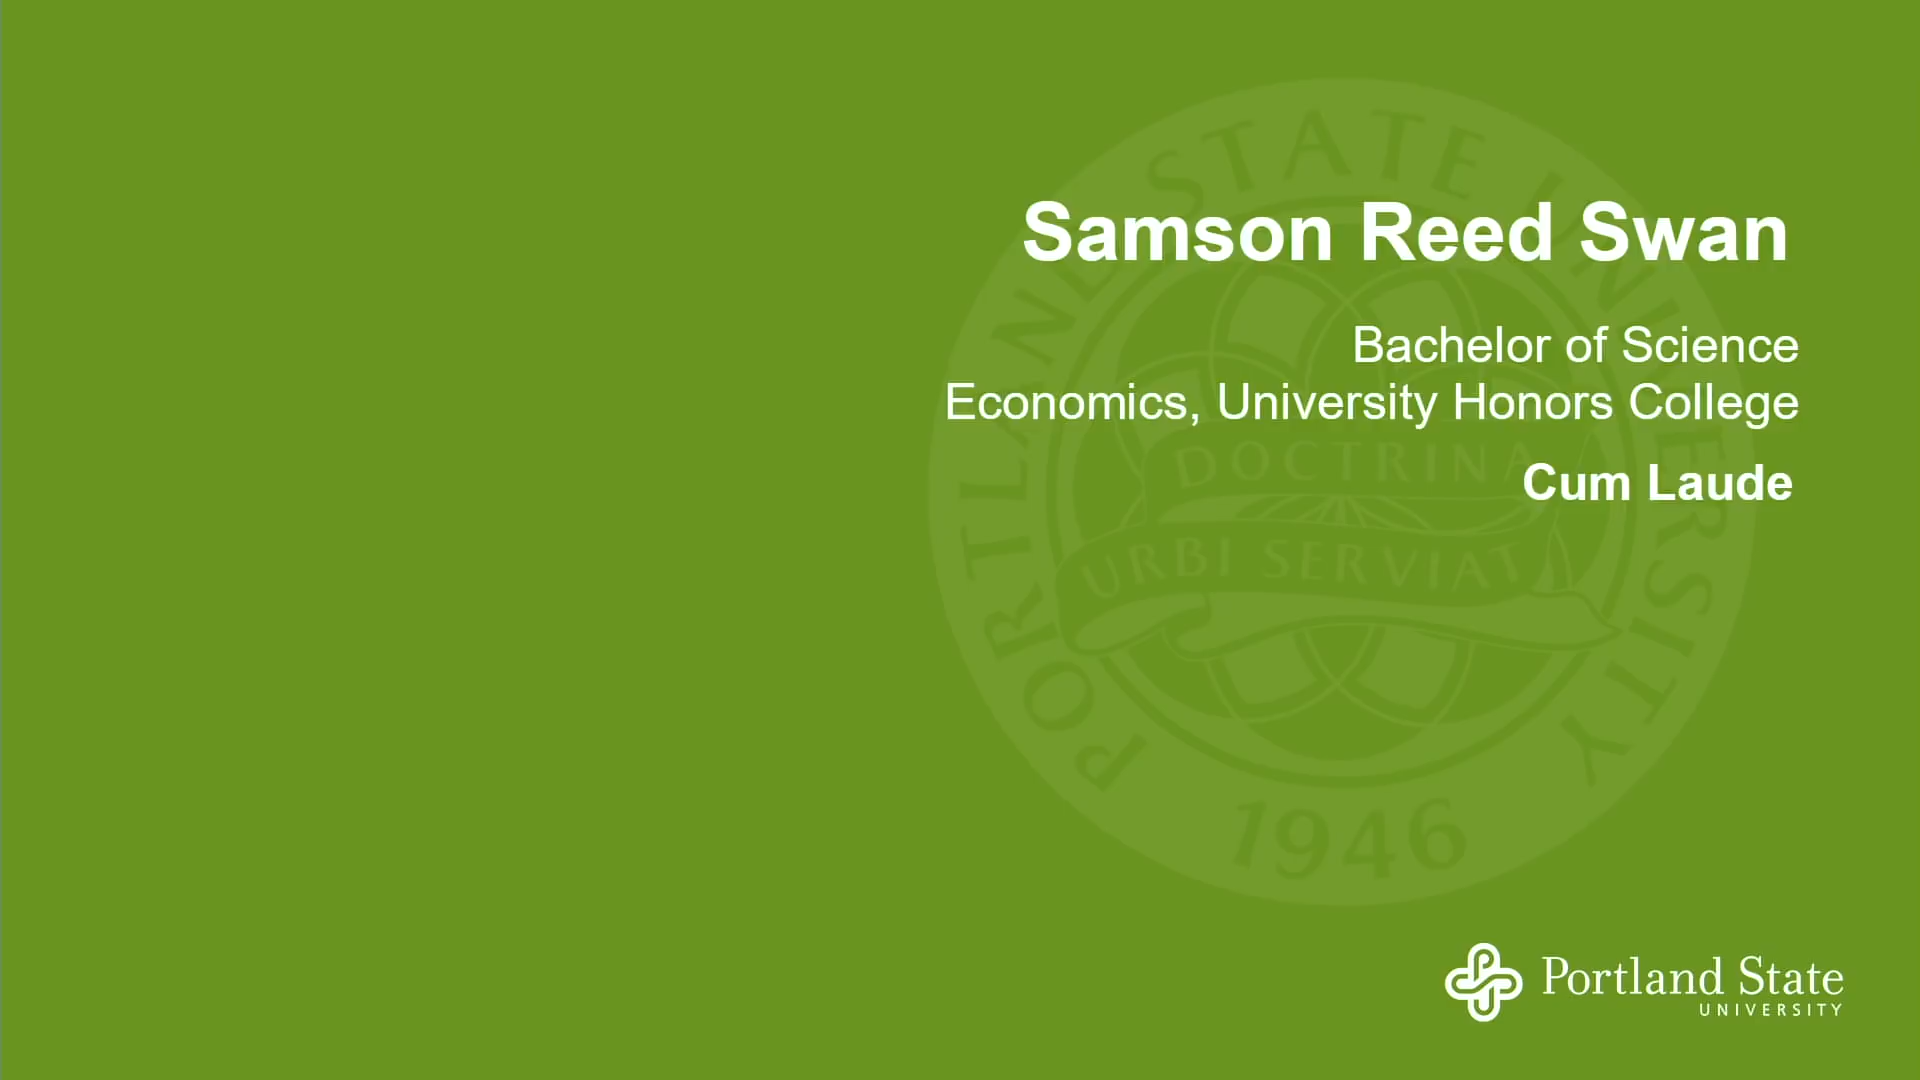 Samson Reed Swan
Bachelor of Science
Economics, University Honors College
Cum Laude
PORTLAND STATE UNIVERSITY
DOCTRINA
URBI SERVIAT
1946
Portland State
UNIVERSITY